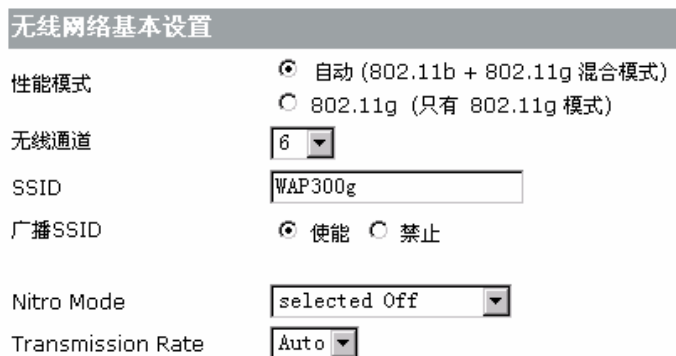 无线网络基本设置
性能模式
自动 (802.11b + 802.11g 混合模式)
802.11g (只有 802.11g 模式)
无线通道
6
SSID
WAP300g
广播SSID
使能 禁止
Nitro Mode
selected Off
Transmission Rate
Auto